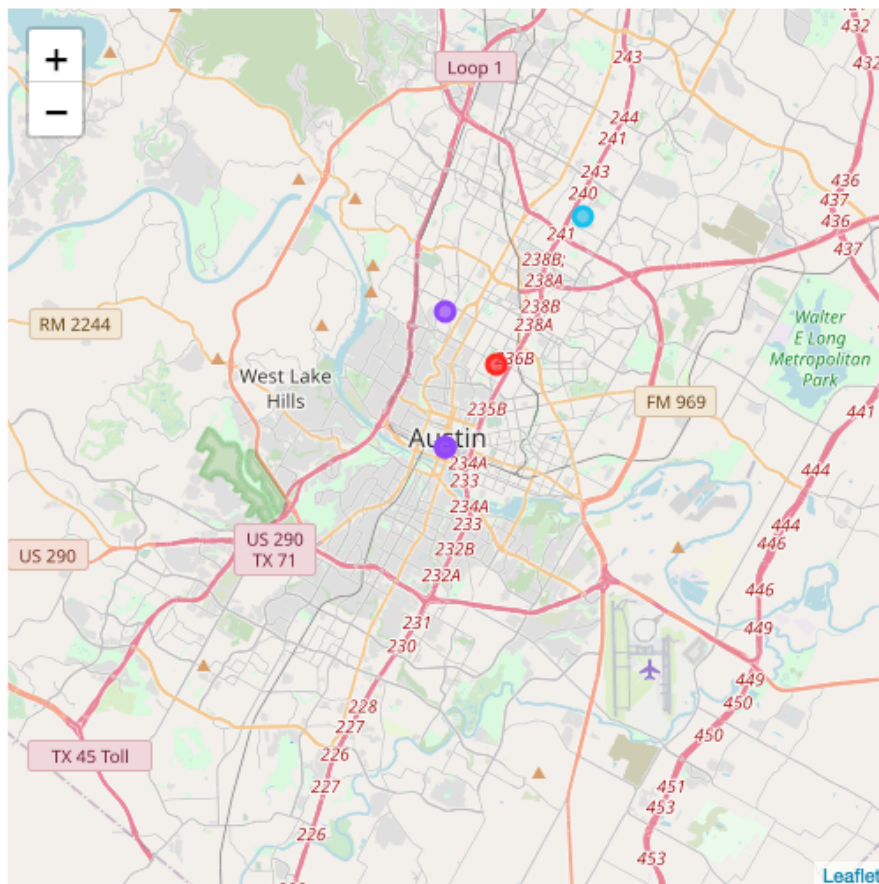 +
−
Loop 1
432
432
243
244
241
243
240
241
436
437
436
437
238B;
238A
238B
238A
RM 2244
Walter
E Long
Metropolitan
Park
236B
West Lake
Hills
FM 969
235B
441
Austin
234A
233
444
234A
233
444
446
US 290
TX 71
US 290
232B
232A
446
231
449
230
449
450
228
227
450
226
TX 45 Toll
227
451
453
226
453
Leaflet